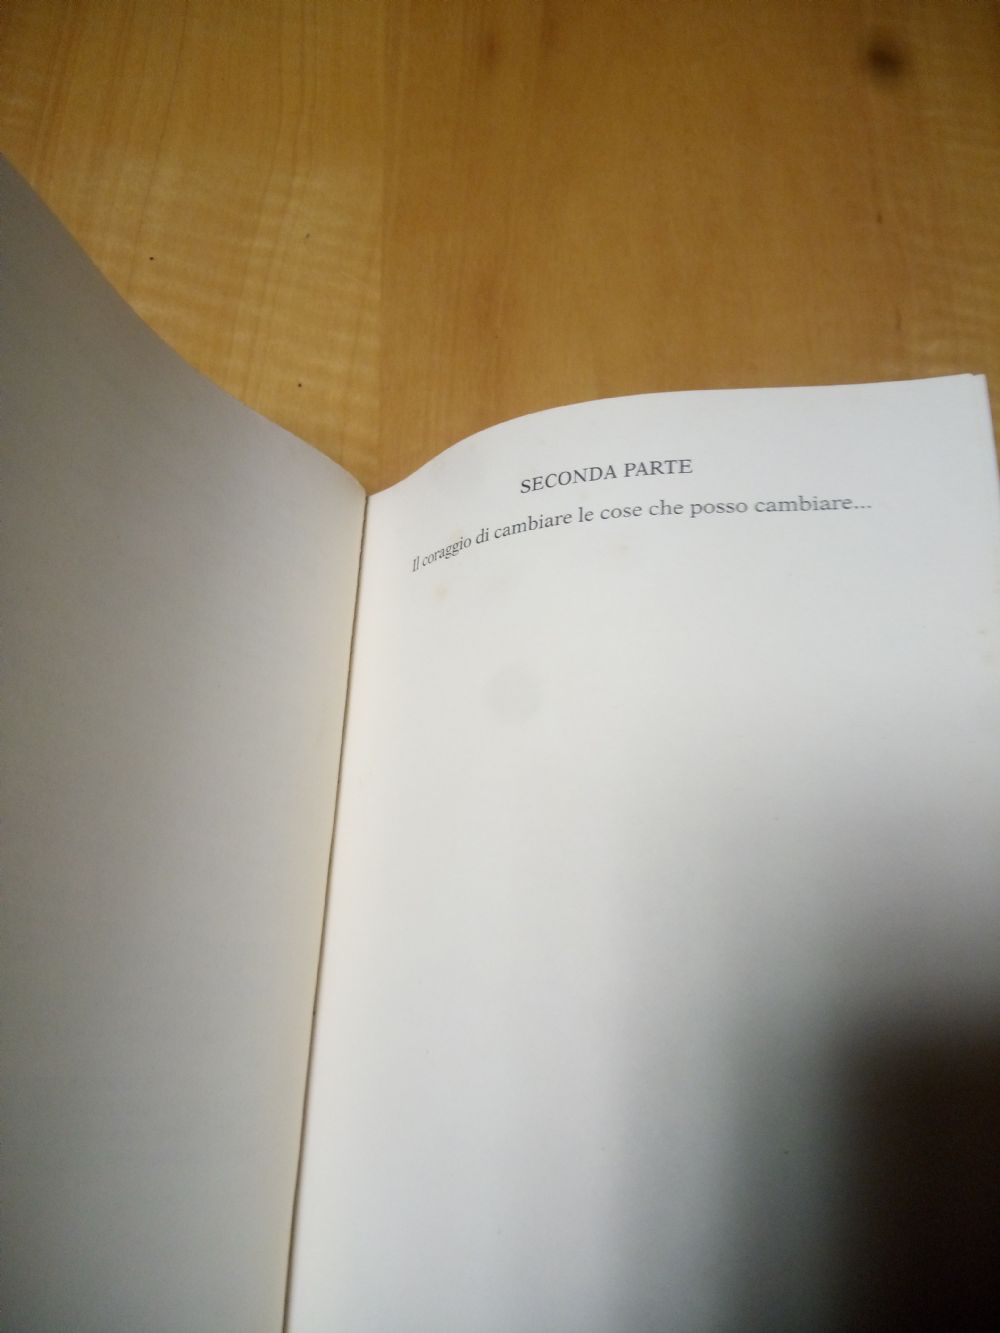 SECONDA PARTE
Il coraggio di cambiare le cose che posso cambiare...